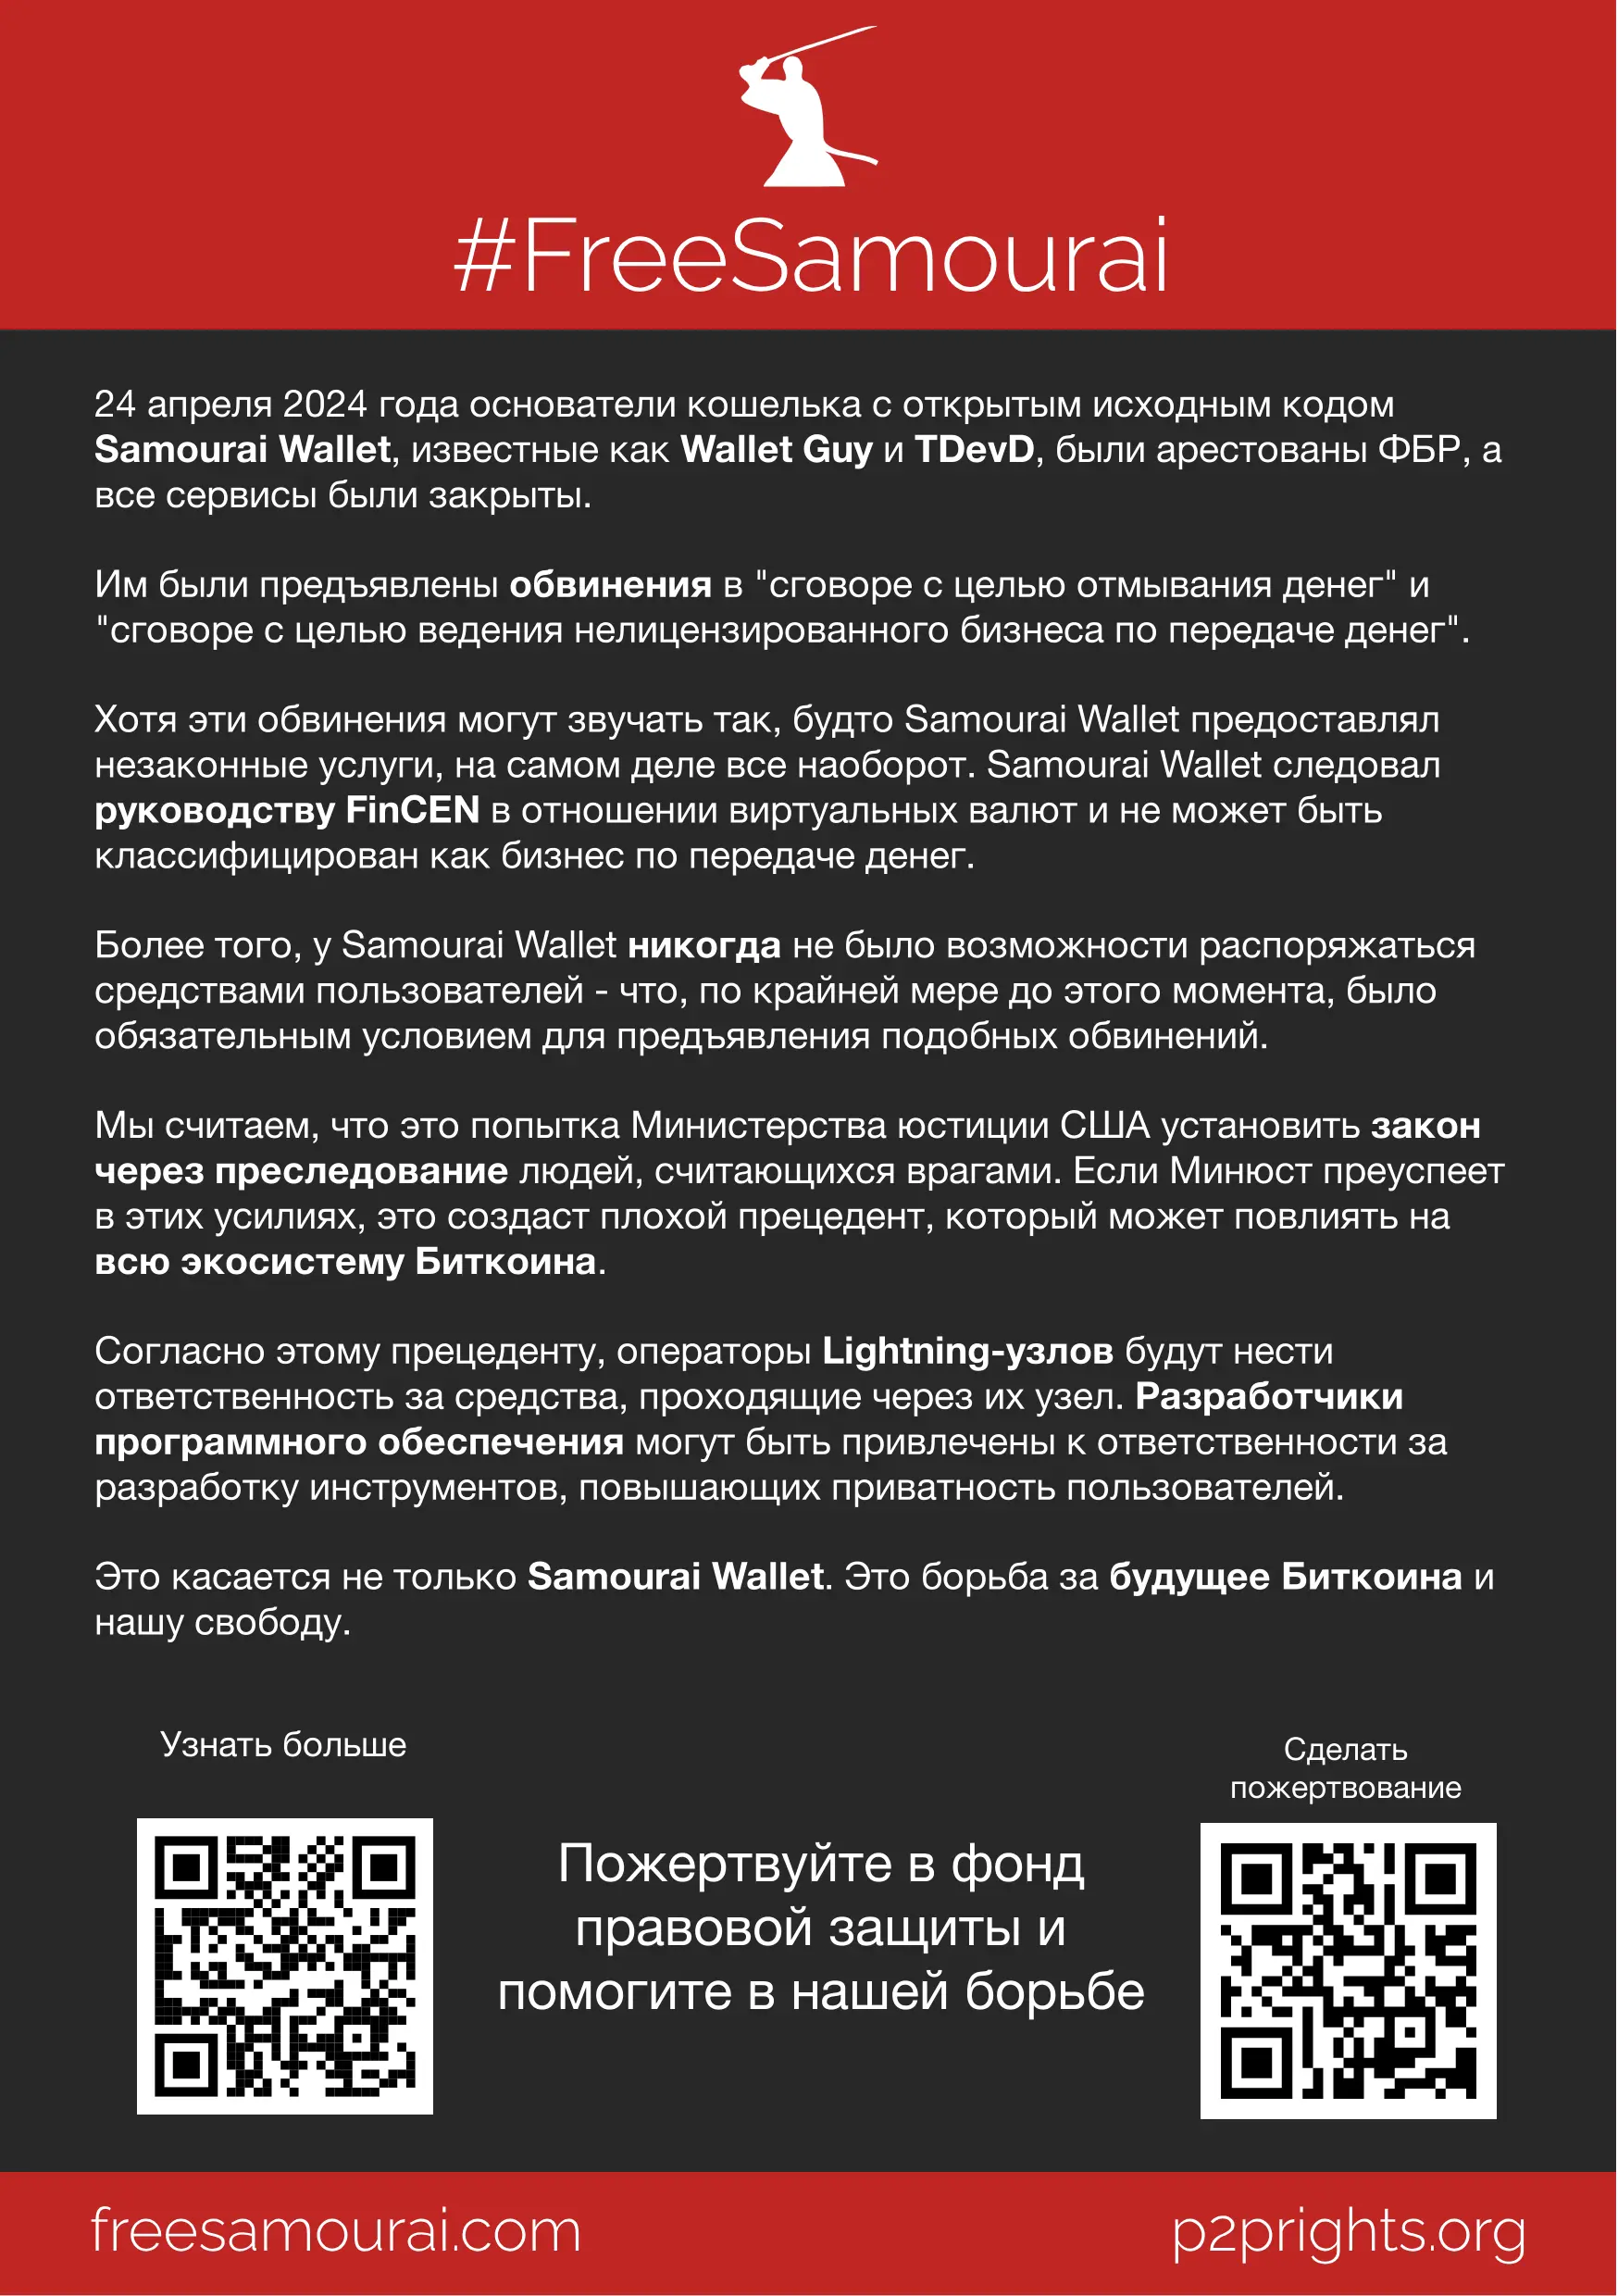 #FreeSamourai
24 апреля 2024 года основатели кошелька с открытым исходным кодом
Samourai Wallet, известные как Wallet Guy и TDevD, были арестованы ФБР, а
все сервисы были закрыты.
Им были предъявлены обвинения в "сговоре с целью отмывания денег" и
"сговоре с целью ведения нелицензированного бизнеса по передаче денег".
Хотя эти обвинения могут звучать так, будто Samourai Wallet предоставлял
незаконные услуги, на самом деле все наоборот. Samourai Wallet следовал
руководству FinCEN в отношении виртуальных валют и не может быть
классифицирован как бизнес по передаче денег.
Более того, у Samourai Wallet никогда не было возможности распоряжаться
средствами пользователей - что, по крайней мере до этого момента, было
обязательным условием для предъявления подобных обвинений.
Мы считаем, что это попытка Министерства юстиции США установить закон
через преследование людей, считающихся врагами. Если Минюст преуспеет
в этих усилиях, это создаст плохой прецедент, который может повлиять на
всю экосистему Биткоина.
Согласно этому прецеденту, операторы Lightning-узлов будут нести
ответственность за средства, проходящие через их узел. Разработчики
программного обеспечения могут быть привлечены к ответственности за
разработку инструментов, повышающих приватность пользователей.
Это касается не только Samourai Wallet. Это борьба за будущее Биткоина и
нашу свободу.
Узнать больше
Сделать
пожертвование
Пожертвуйте в фонд
правовой защиты и
помогите в нашей борьбе
freesamourai.com
p2prights.org